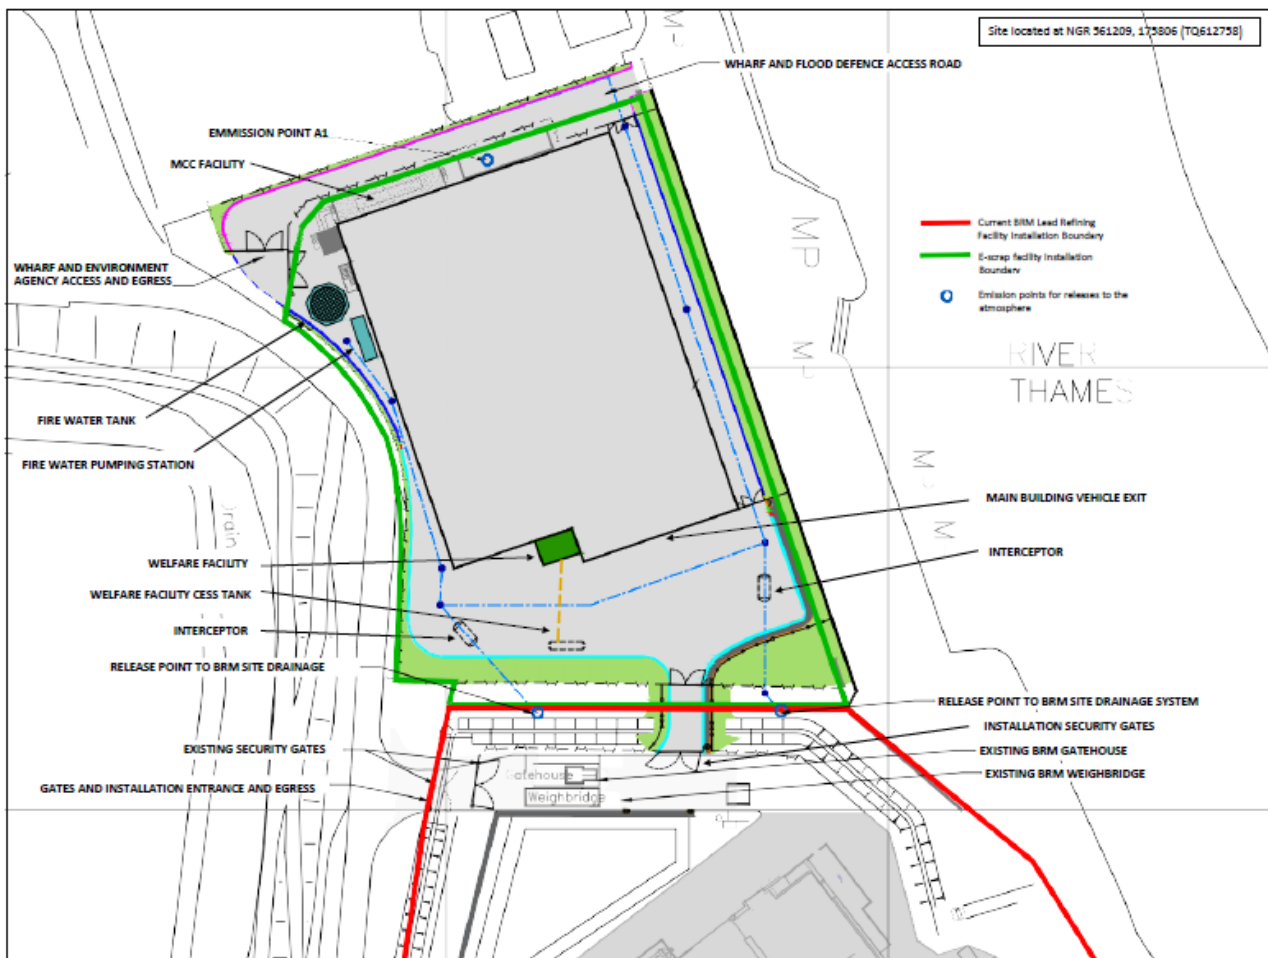 Site located at NGR 561209, 175806 (TQ612758)
WHARF AND FLOOD DEFENCE ACCESS ROAD
EMMISSION POINT A1
MCC FACILITY
WHARF AND ENVIRONMENT
AGENCY ACCESS AND EGRESS
Current BRM Lead Refining
Facility Installation Boundary
E-scrap facility Installation
Boundary
Emission points for releases to the
atmosphere
MP
RIVER
THAMES
FIRE WATER TANK
FIRE WATER PUMPING STATION
Drain
MAIN BUILDING VEHICLE EXIT
INTERCEPTOR
WELFARE FACILITY
WELFARE FACILITY CESS TANK
INTERCEPTOR
RELEASE POINT TO BRM SITE DRAINAGE
RELEASE POINT TO BRM SITE DRAINAGE SYSTEM
INSTALLATION SECURITY GATES
EXISTING SECURITY GATES
EXISTING BRM GATEHOUSE
EXISTING BRM WEIGHBRIDGE
GATES AND INSTALLATION ENTRANCE AND EGRESS
Gatehouse
Weighbridge